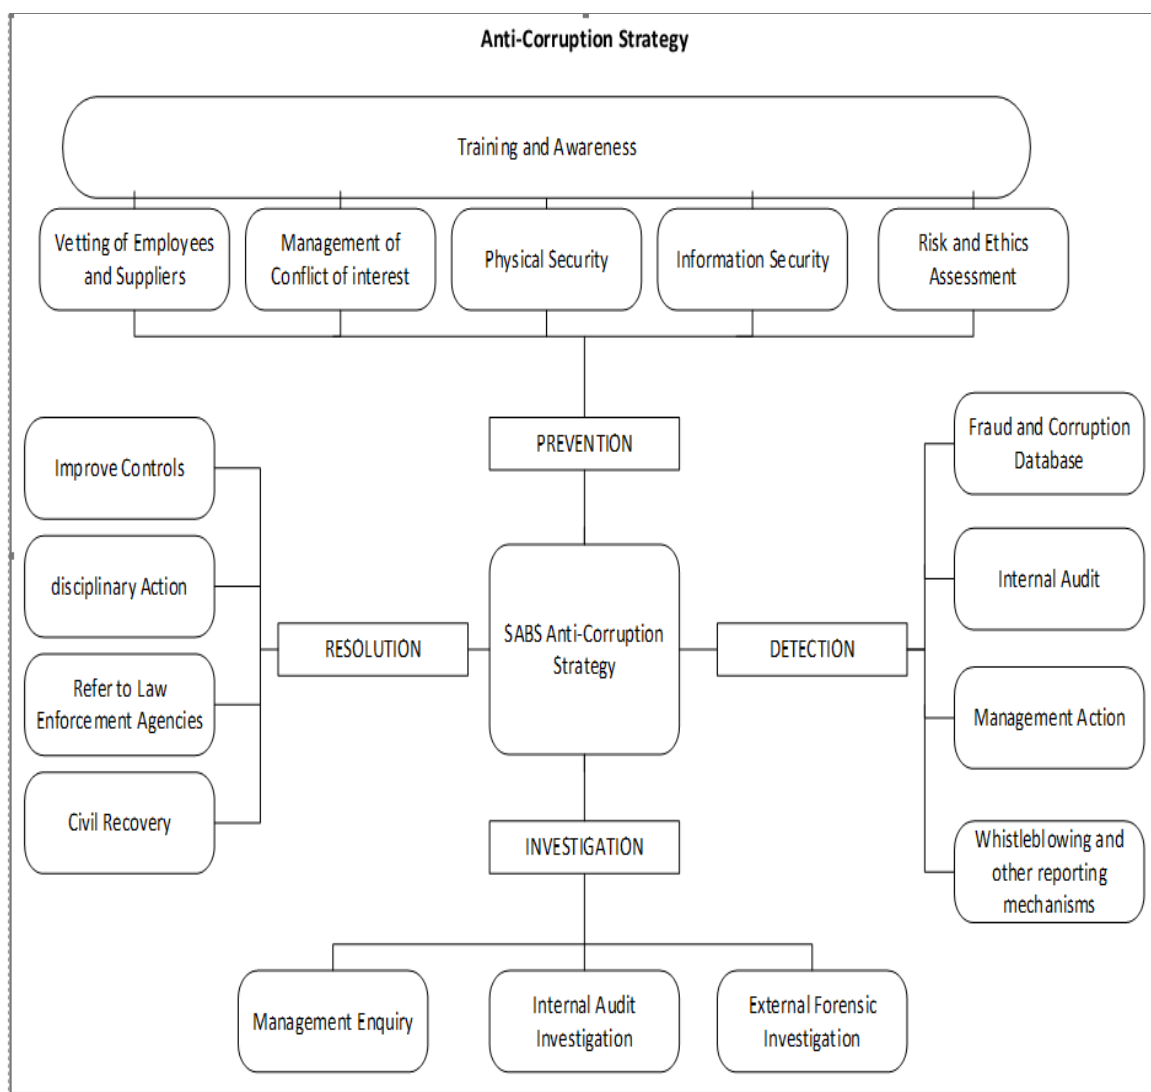 Anti-Corruption Strategy
Training and Awareness
Vetting of Employees
and Suppliers
Management of
Conflict of interest
Physical Security
Information Security
Risk and Ethics
Assessment
PREVENTION
Improve Controls
disciplinary Action
Refer to Law
Enforcement Agencies
Civil Recovery
RESOLUTION
SABS Anti-Corruption
Strategy
DETECTION
Fraud and Corruption
Database
Internal Audit
Management Action
Whistleblowing and
other reporting
mechanisms
INVESTIGATION
Management Enquiry
Internal Audit
Investigation
External Forensic
Investigation